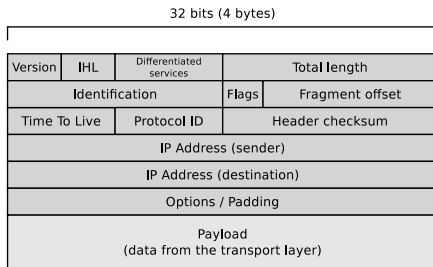 32 bits (4 bytes)
Version IHL Differentiated services Total length
Identification Flags Fragment offset
Time To Live Protocol ID Header checksum
IP Address (sender)
IP Address (destination)
Options / Padding
Payload
(data from the transport layer)